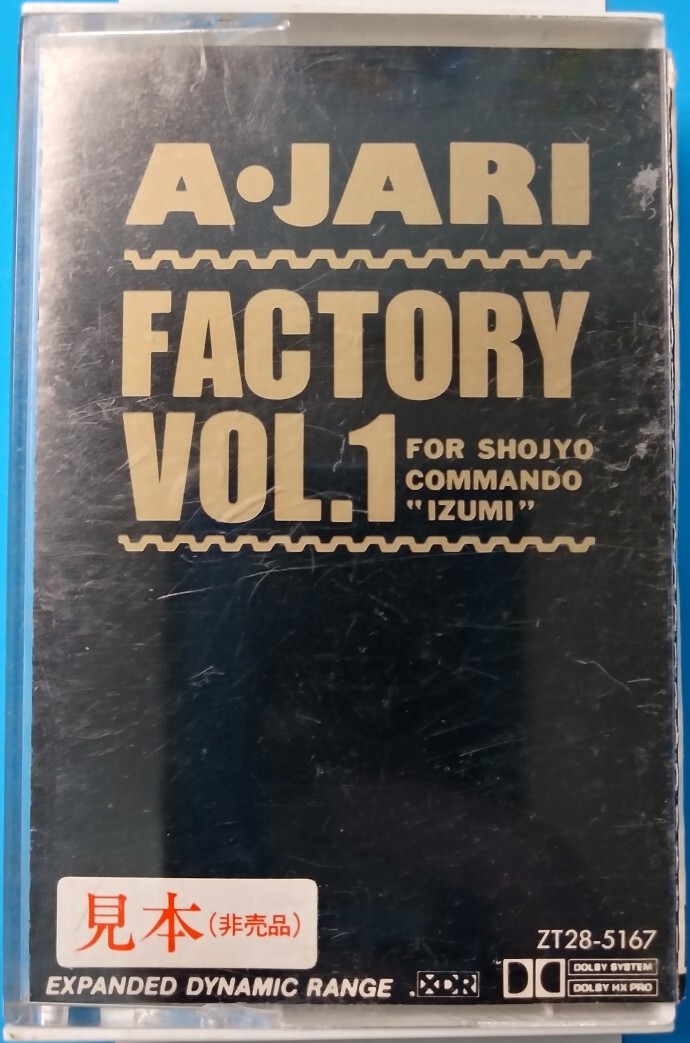 A•JARI
FACTORY
VOL.1
FOR SHOJYO
COMMANDO
"IZUMI"
見本(非売品)
ZT28-5167
EXPANDED DYNAMIC RANGE .XDR
DOLBY SYSTEM
DOLBY HX PRO